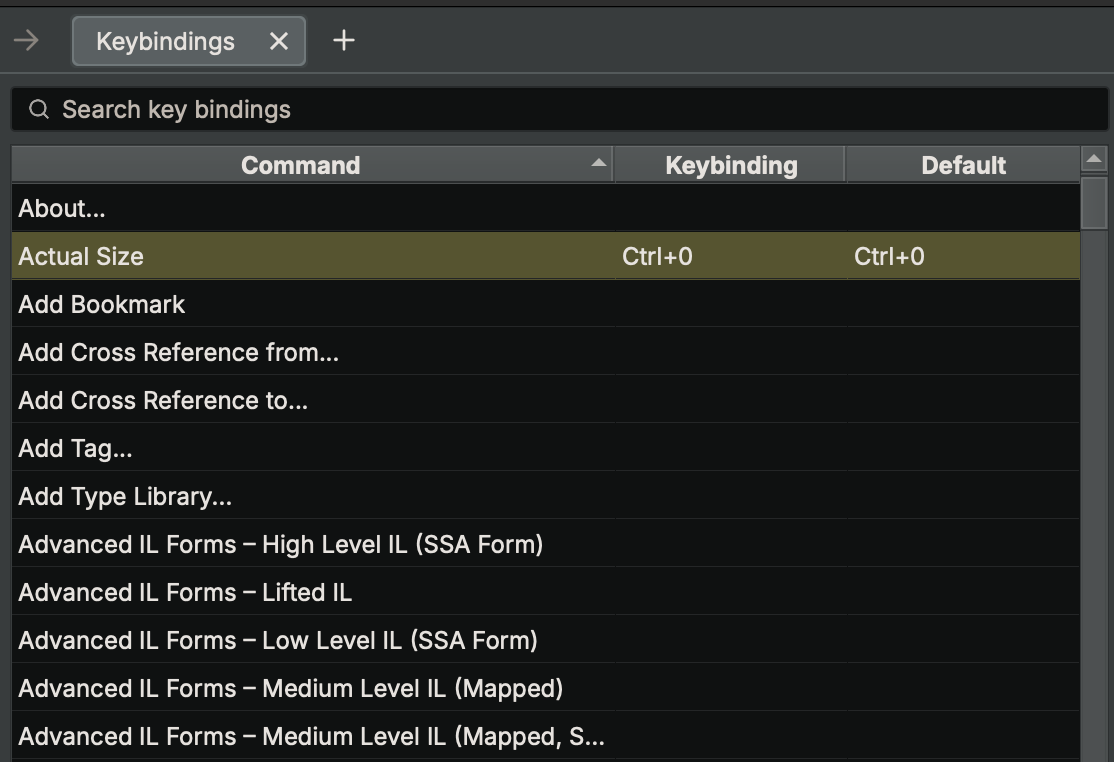 Keybindings
Search key bindings
Command Keybinding Default
About...
Actual Size Ctrl+0 Ctrl+0
Add Bookmark
Add Cross Reference from...
Add Cross Reference to...
Add Tag...
Add Type Library...
Advanced IL Forms – High Level IL (SSA Form)
Advanced IL Forms – Lifted IL
Advanced IL Forms – Low Level IL (SSA Form)
Advanced IL Forms – Medium Level IL (Mapped)
Advanced IL Forms – Medium Level IL (Mapped, S...